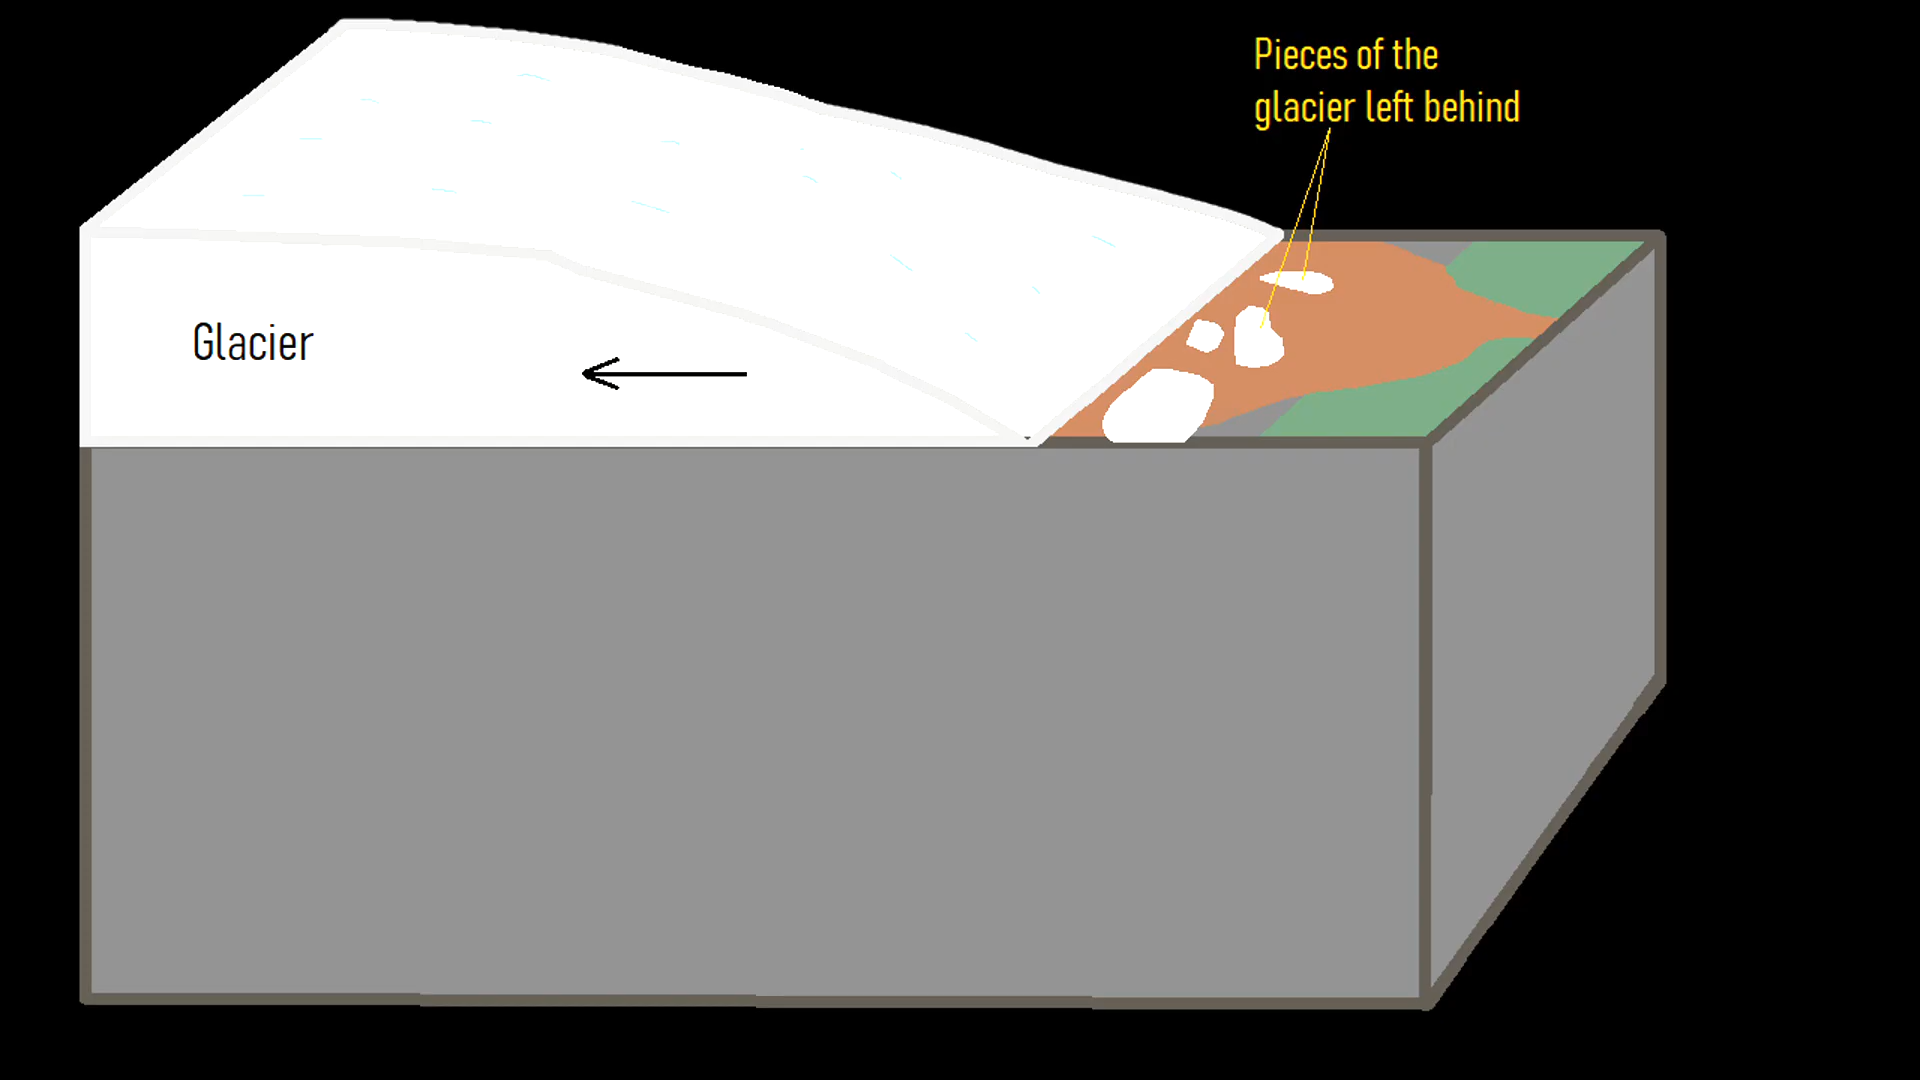 Pieces of the
glacier left behind
Glacier